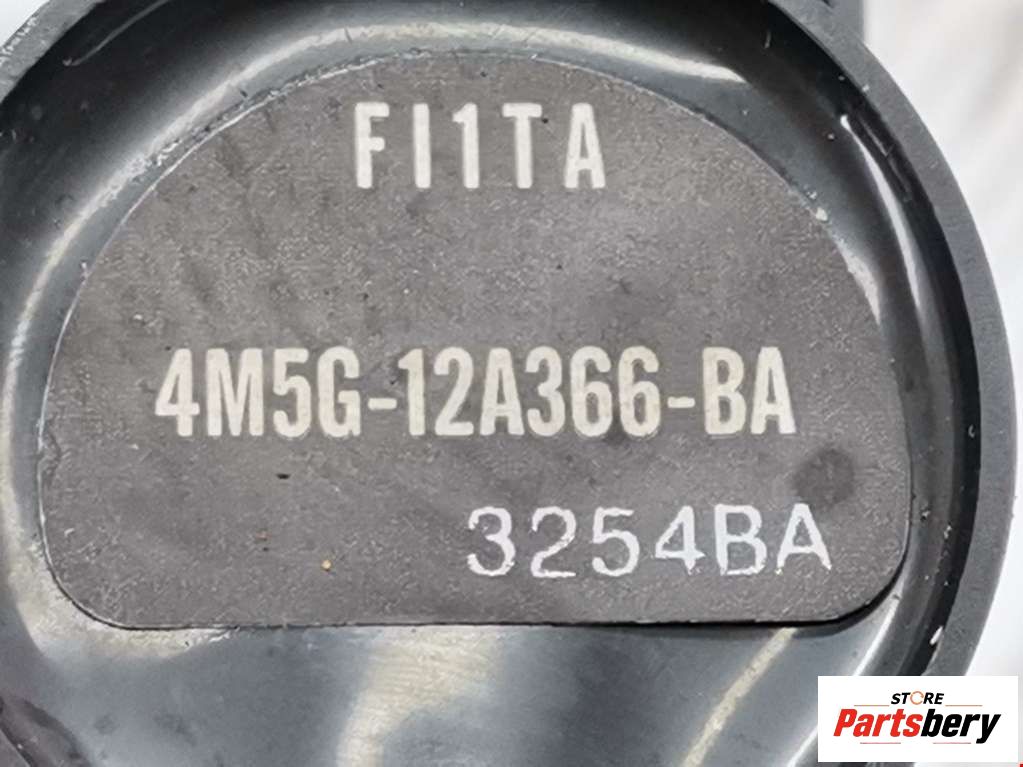 FI1TA
4M5G-12A366-BA
3254BA
STORE
Partsbery